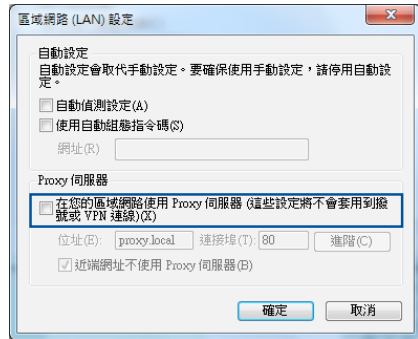 區域網路 (LAN) 設定
自動設定
自動設定會取代手動設定。要確保使用手動設定，請停用自動設
定。
自動偵測設定(A)
使用自動組態指令碼(S)
網址(R)
Proxy 伺服器
在您的區域網路使用 Proxy 伺服器 (這些設定將不會套用到撥
號或 VPN 連線)(X)
位址(E): proxy.local 連接埠(T): 80 進階(C)
近端網址不使用 Proxy 伺服器(B)
確定 取消